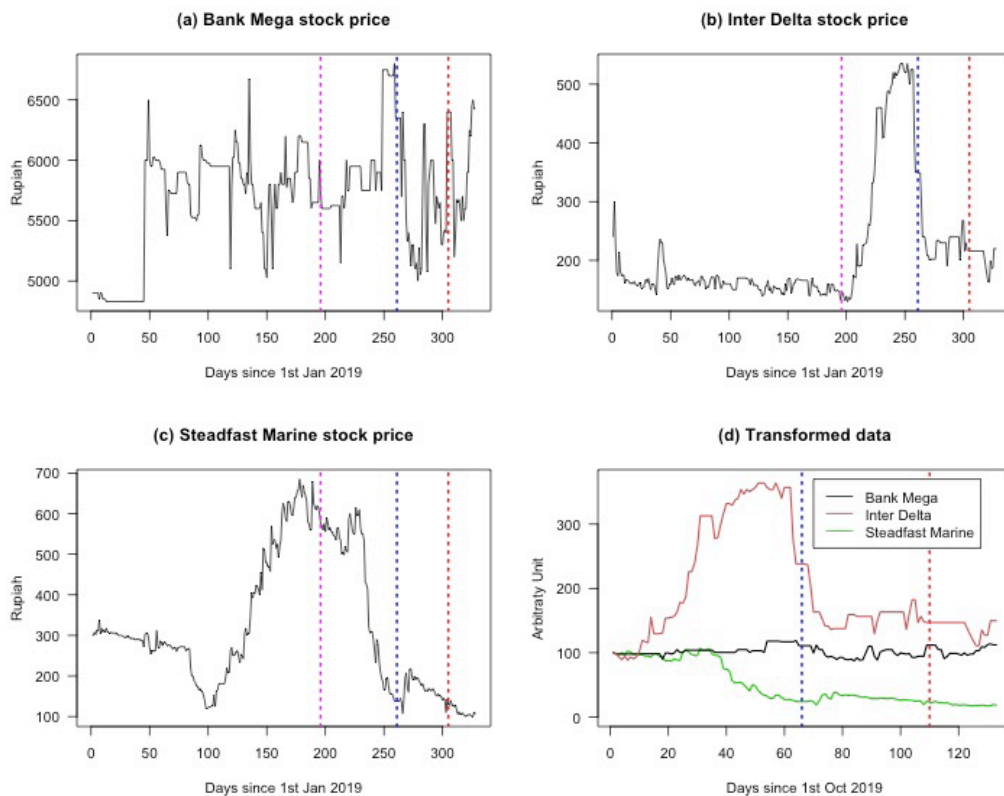 (a) Bank Mega stock price
Rupiah
6500
6000
5500
5000
0 50 100 150 200 250 300
Days since 1st Jan 2019
(b) Inter Delta stock price
Rupiah
500
400
300
200
0 50 100 150 200 250 300
Days since 1st Jan 2019
(c) Steadfast Marine stock price
Rupiah
700
600
500
400
300
200
100
0 50 100 150 200 250 300
Days since 1st Jan 2019
(d) Transformed data
Arbitraty Unit
300
200
100
0
Bank Mega
Inter Delta
Steadfast Marine
0 20 40 60 80 100 120
Days since 1st Oct 2019